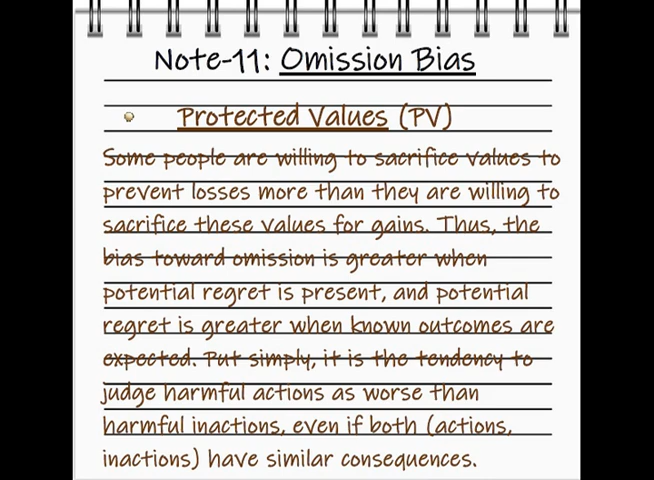 Note-11: Omission Bias
Protected Values (PV)
Some people are willing to sacrifice values to
prevent losses more than they are willing to
sacrifice these values for gains. Thus, the
bias toward omission is greater when
potential regret is present, and potential
regret is greater when known outcomes are
expected. Put simply, it is the tendency to
judge harmful actions as worse than
harmful inactions, even if both (actions,
inactions) have similar consequences.